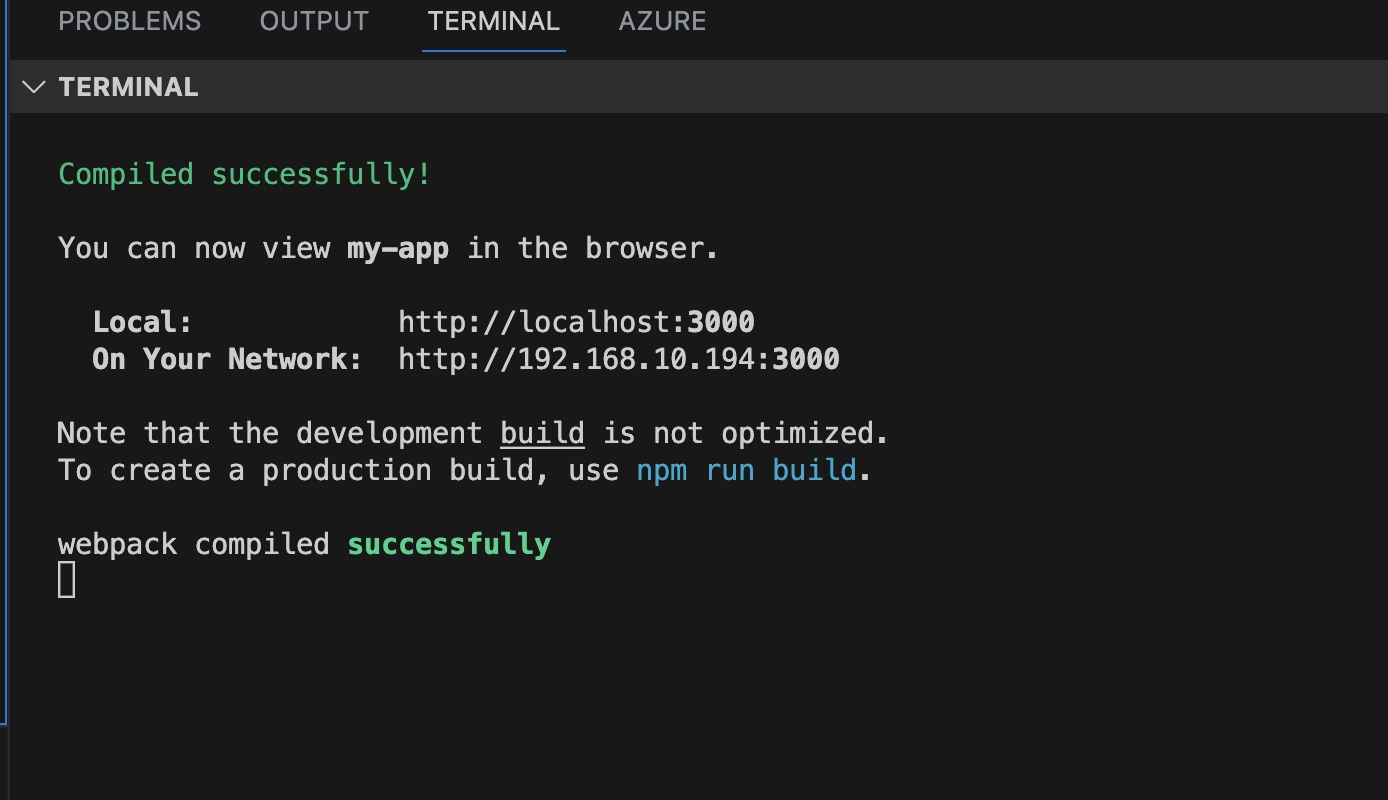 PROBLEMS OUTPUT TERMINAL AZURE
TERMINAL
Compiled successfully!
You can now view my-app in the browser.
Local: http://localhost:3000
On Your Network: http://192.168.10.194:3000
Note that the development build is not optimized.
To create a production build, use npm run build.
webpack compiled successfully